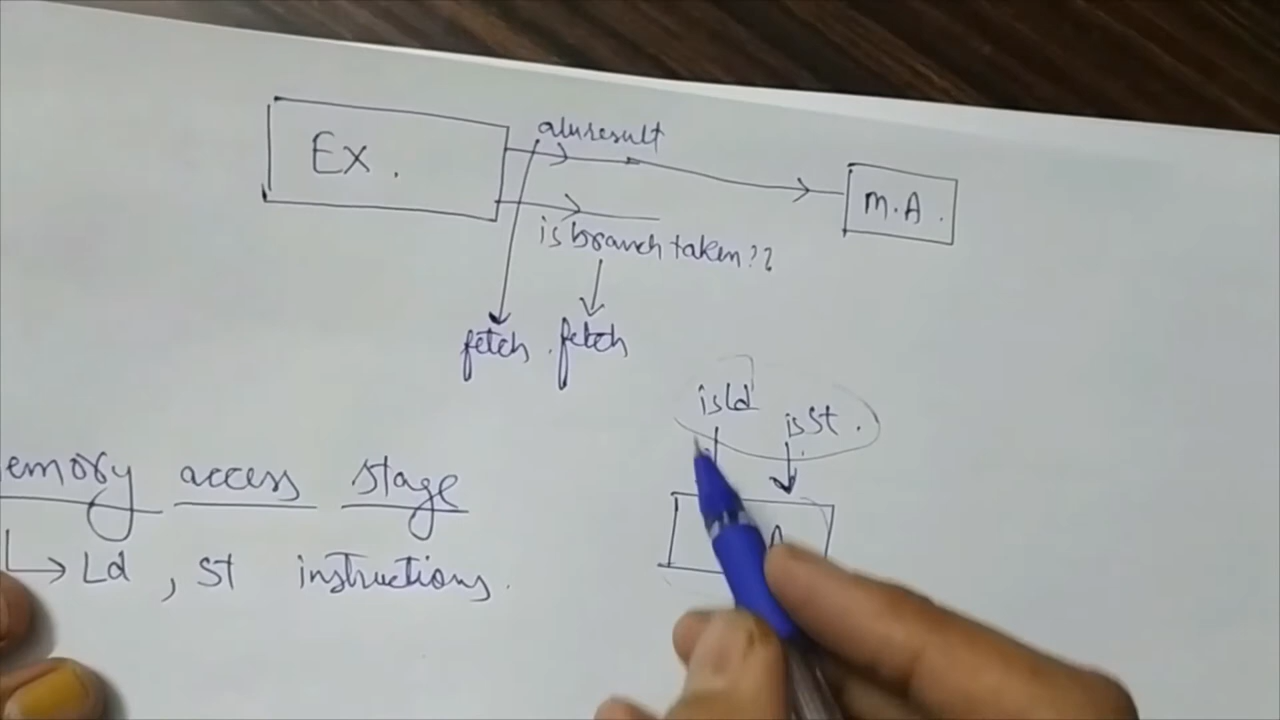 Ex.
aluresult
M.A.
is branch taken??
fetch . fetch
isLd
isSt.
emory access stage
Ld , st instructions.
A